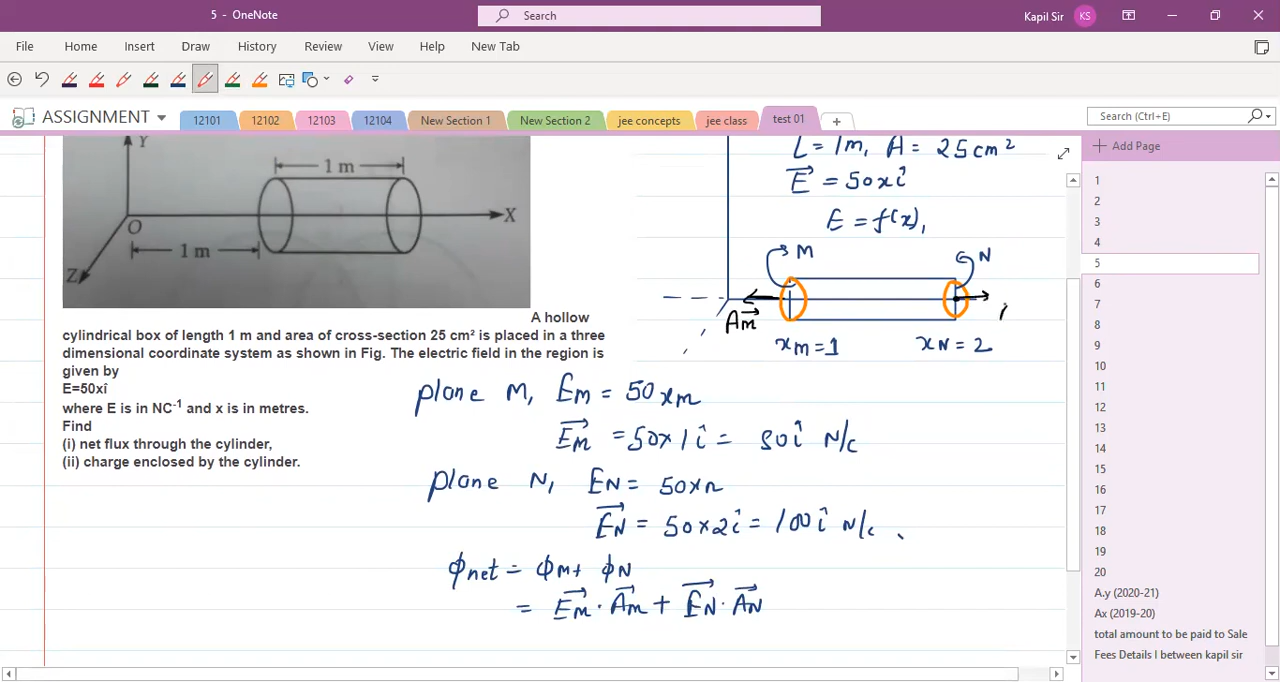 5 - OneNote
Search
Kapil Sir
KS
File Home Insert Draw History Review View Help New Tab
ASSIGNMENT
12101 12102 12103 12104 New Section 1 New Section 2 jee concepts jee class test 01 +
Search (Ctrl+E)
Add Page
1
2
3
4
5
6
7
8
9
10
11
12
13
14
15
16
17
18
19
20
A.y (2020-21)
Ax (2019-20)
total amount to be paid to Sale
Fees Details I between kapil sir
Y
1 m
X
O
1 m
Z
A hollow
cylindrical box of length 1 m and area of cross-section 25 cm² is placed in a three
dimensional coordinate system as shown in Fig. The electric field in the region is
given by
E=50xî
where E is in NC⁻¹ and x is in metres.
Find
(i) net flux through the cylinder,
(ii) charge enclosed by the cylinder.
L = 1m, A = 25 cm²
E⃗ = 50xî
E = f(x),
M
N
A⃗m
xM = 1
xN = 2
plane M, Em = 50xm
E⃗m = 50×1î = 50î N/C
plane N, EN = 50×n
E⃗N = 50×2î = 100î N/C
ϕnet = ϕM + ϕN
= E⃗M · A⃗m + E⃗N · A⃗N